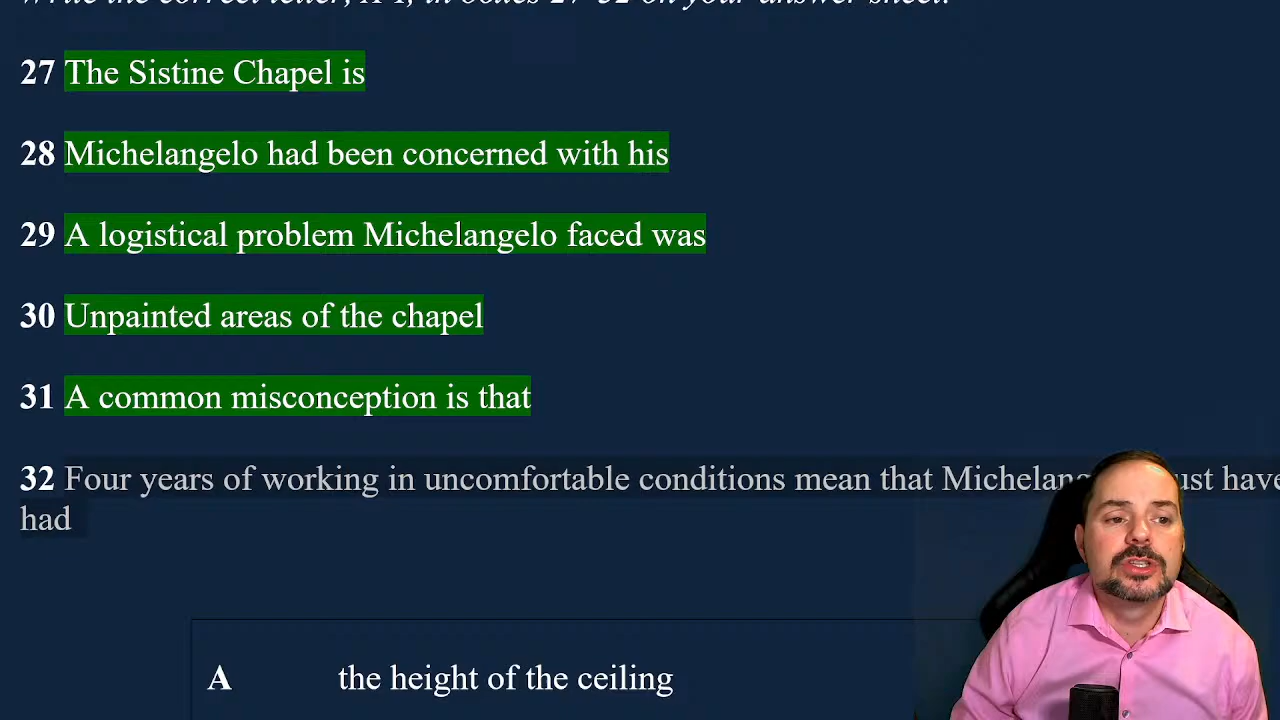 27 The Sistine Chapel is
28 Michelangelo had been concerned with his
29 A logistical problem Michelangelo faced was
30 Unpainted areas of the chapel
31 A common misconception is that
32 Four years of working in uncomfortable conditions mean that have
had
A the height of the ceiling